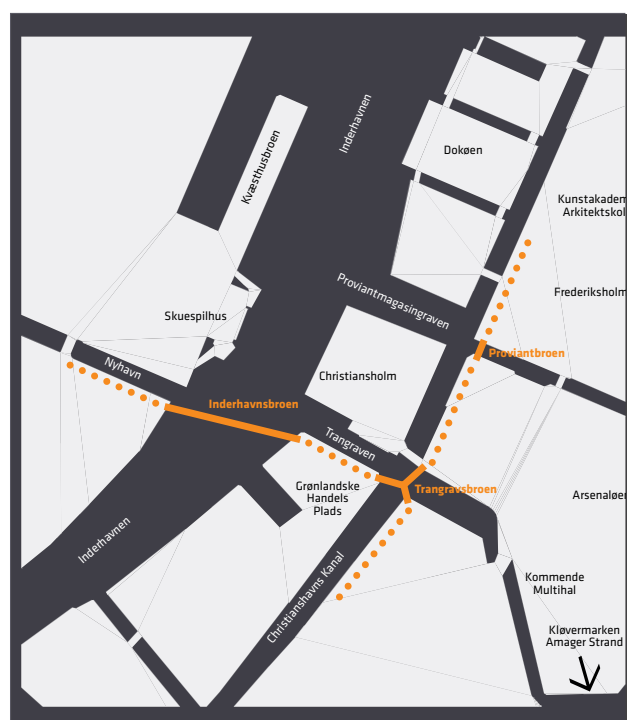 Inderhavnen
Kvæsthusbroen
Dokøen
Kunstakadem
Arkitektskol
Proviantmagasingraven
Frederiksholm
Skuespilhus
Nyhavn
Proviantbroen
Christiansholm
Inderhavnsbroen
Trangraven
Grønlandske
Handels
Plads
Trangravsbroen
Arsenaløen
Inderhavnen
Christianshavns Kanal
Kommende
Multihal
Kløvermarken
Amager Strand